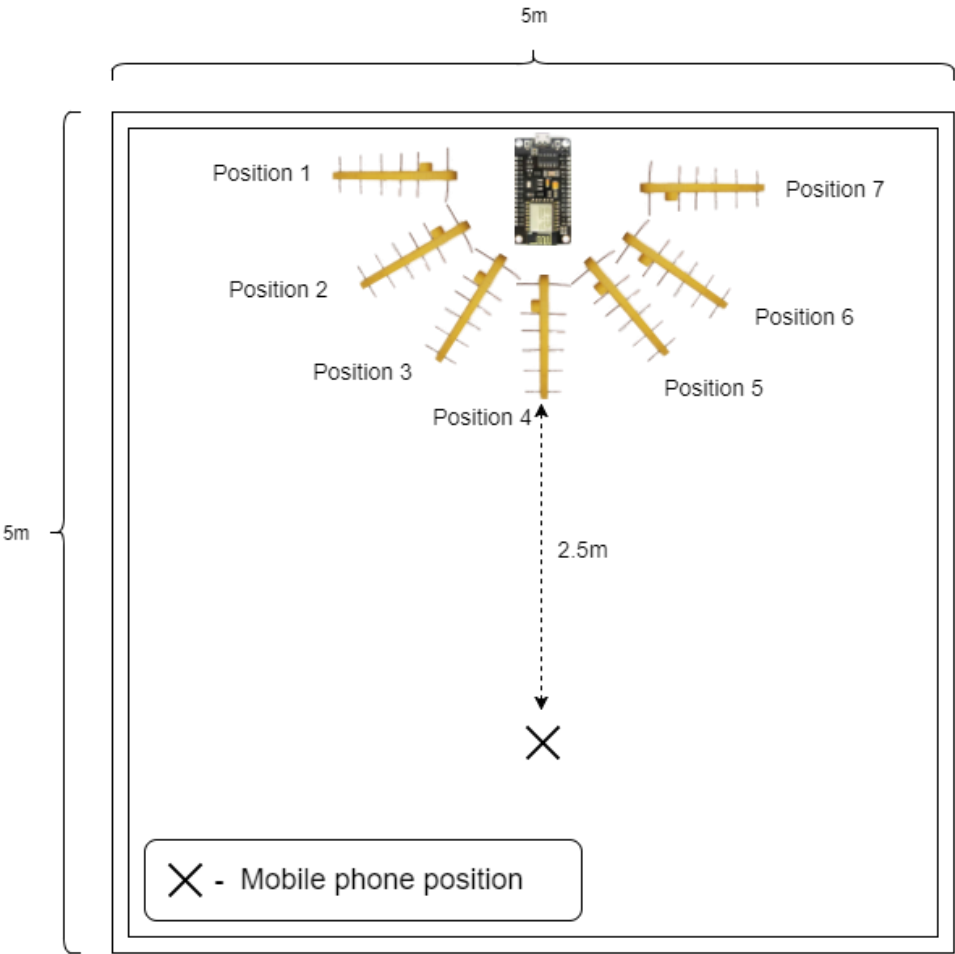 5m
Position 1
Position 7
Position 2
Position 6
Position 3
Position 5
Position 4
5m
2.5m
- Mobile phone position